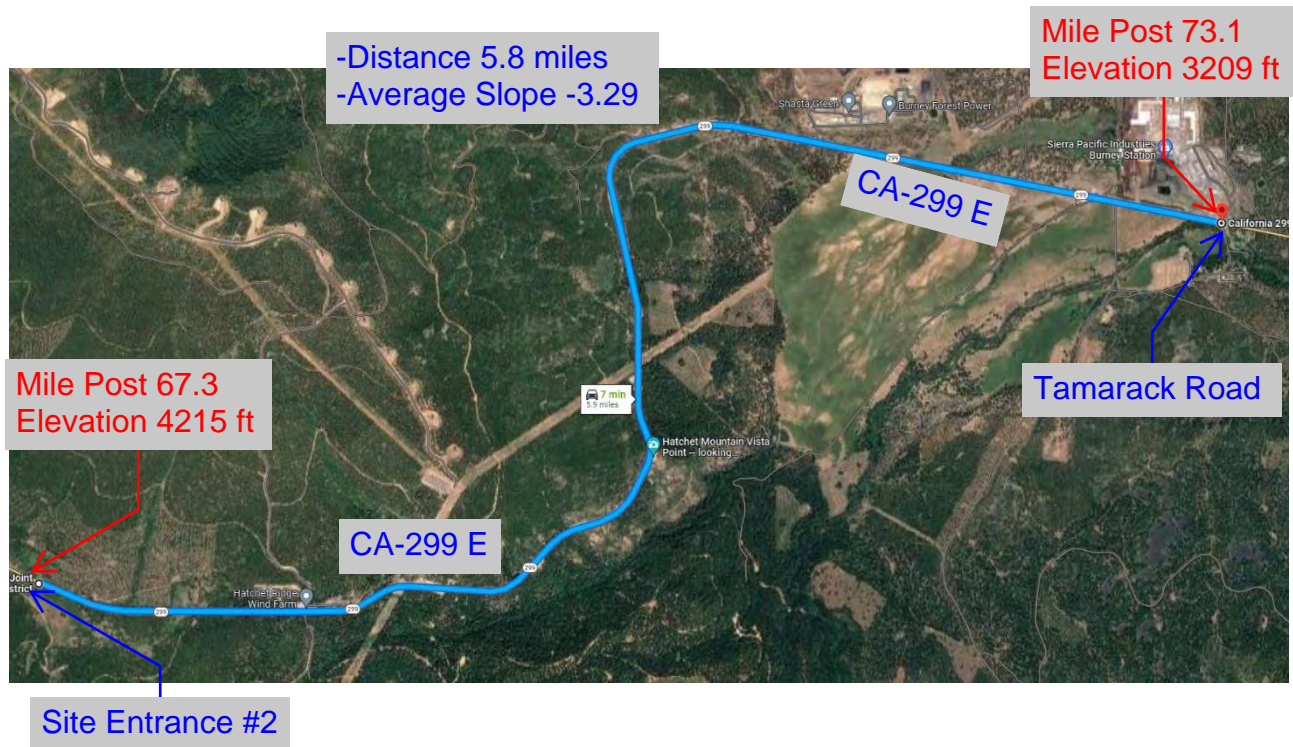 Mile Post 73.1
Elevation 3209 ft
-Distance 5.8 miles
-Average Slope -3.29
299
Shasta Green
Burney Forest Power
299
Sierra Pacific Industries
Burney Station
CA-299 E
299
California 299
Mile Post 67.3
Elevation 4215 ft
Tamarack Road
7 min
5.9 miles
Hatchet Mountain Vista
Point -- looking...
CA-299 E
299
Joint
strict
Hatchet Ridge
Wind Farm
299
299
Site Entrance #2